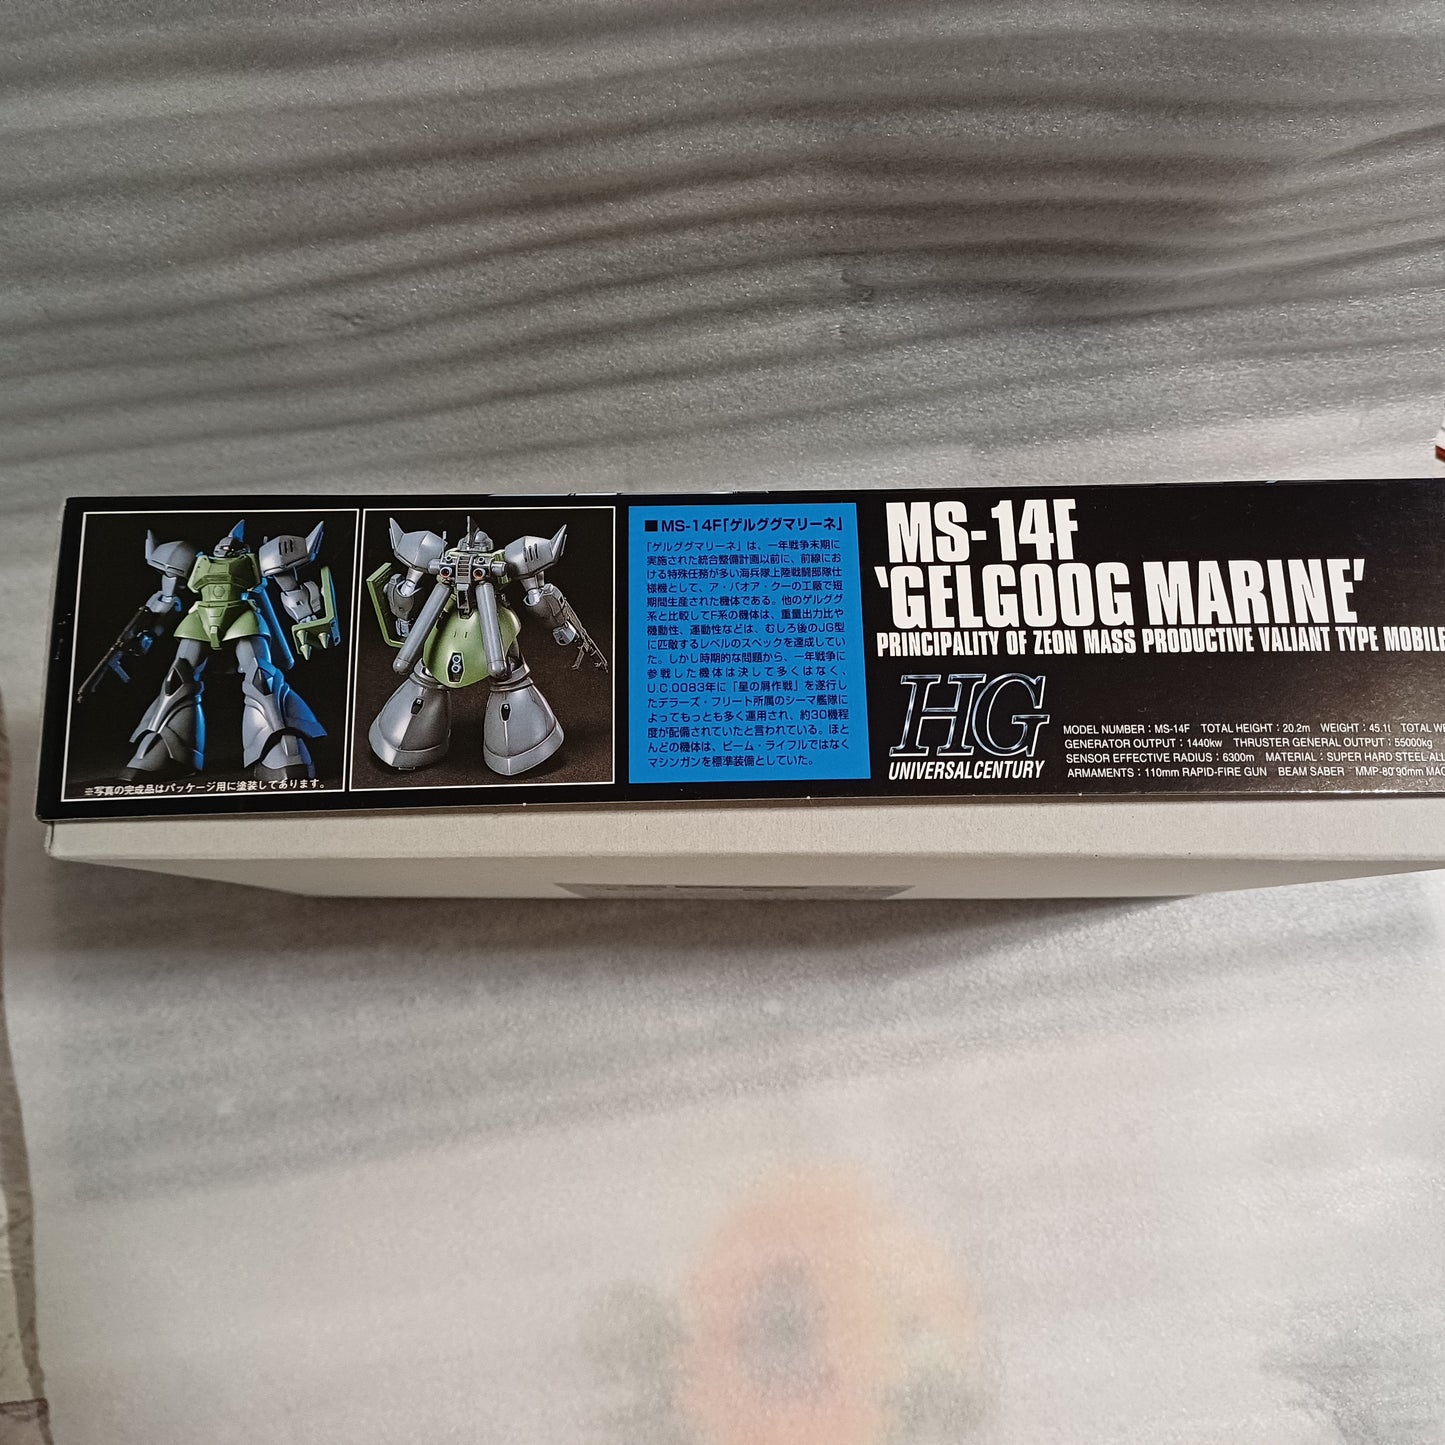 ※写真の完成品はパッケージ用に塗装してあります。
■MS-14F「ゲルググマリーネ」
「ゲルググマリーネ」は、一年戦争末期に
実施された統合整備計画以前に、前線にお
ける特殊任務が多い海兵隊上陸戦闘部隊仕
様機として、ア・バオア・クーの工廠で短
期間生産された機体である。他のゲルググ
系と比較してF系の機体は、重量出力比や
機動性、運動性などは、むしろ後のJG型
に匹敵するレベルのスペックを達成してい
た。しかし時期的な問題から、一年戦争に
参戦した機体は決して多くはなく、
U.C.0083年に「星の屑作戦」を遂行し
たデラーズ・フリート所属のシーマ艦隊に
よってもっとも多く運用され、約30機程
度が配備されていたと言われている。ほと
んどの機体は、ビーム・ライフルではなく
マシンガンを標準装備としていた。
MS-14F
'GELGOOG MARINE'
PRINCIPALITY OF ZEON MASS PRODUCTIVE VALIANT TYPE MOBILE
HG
UNIVERSAL CENTURY
MODEL NUMBER : MS-14F TOTAL HEIGHT : 20.2m WEIGHT : 45.1t TOTAL
GENERATOR OUTPUT : 1440kw THRUSTER GENERAL OUTPUT : 55000kg
SENSOR EFFECTIVE RADIUS : 6300m MATERIAL : SUPER HARD STEEL
ARMAMENTS : 110mm RAPID-FIRE GUN BEAM SABER MMP-80 90mm